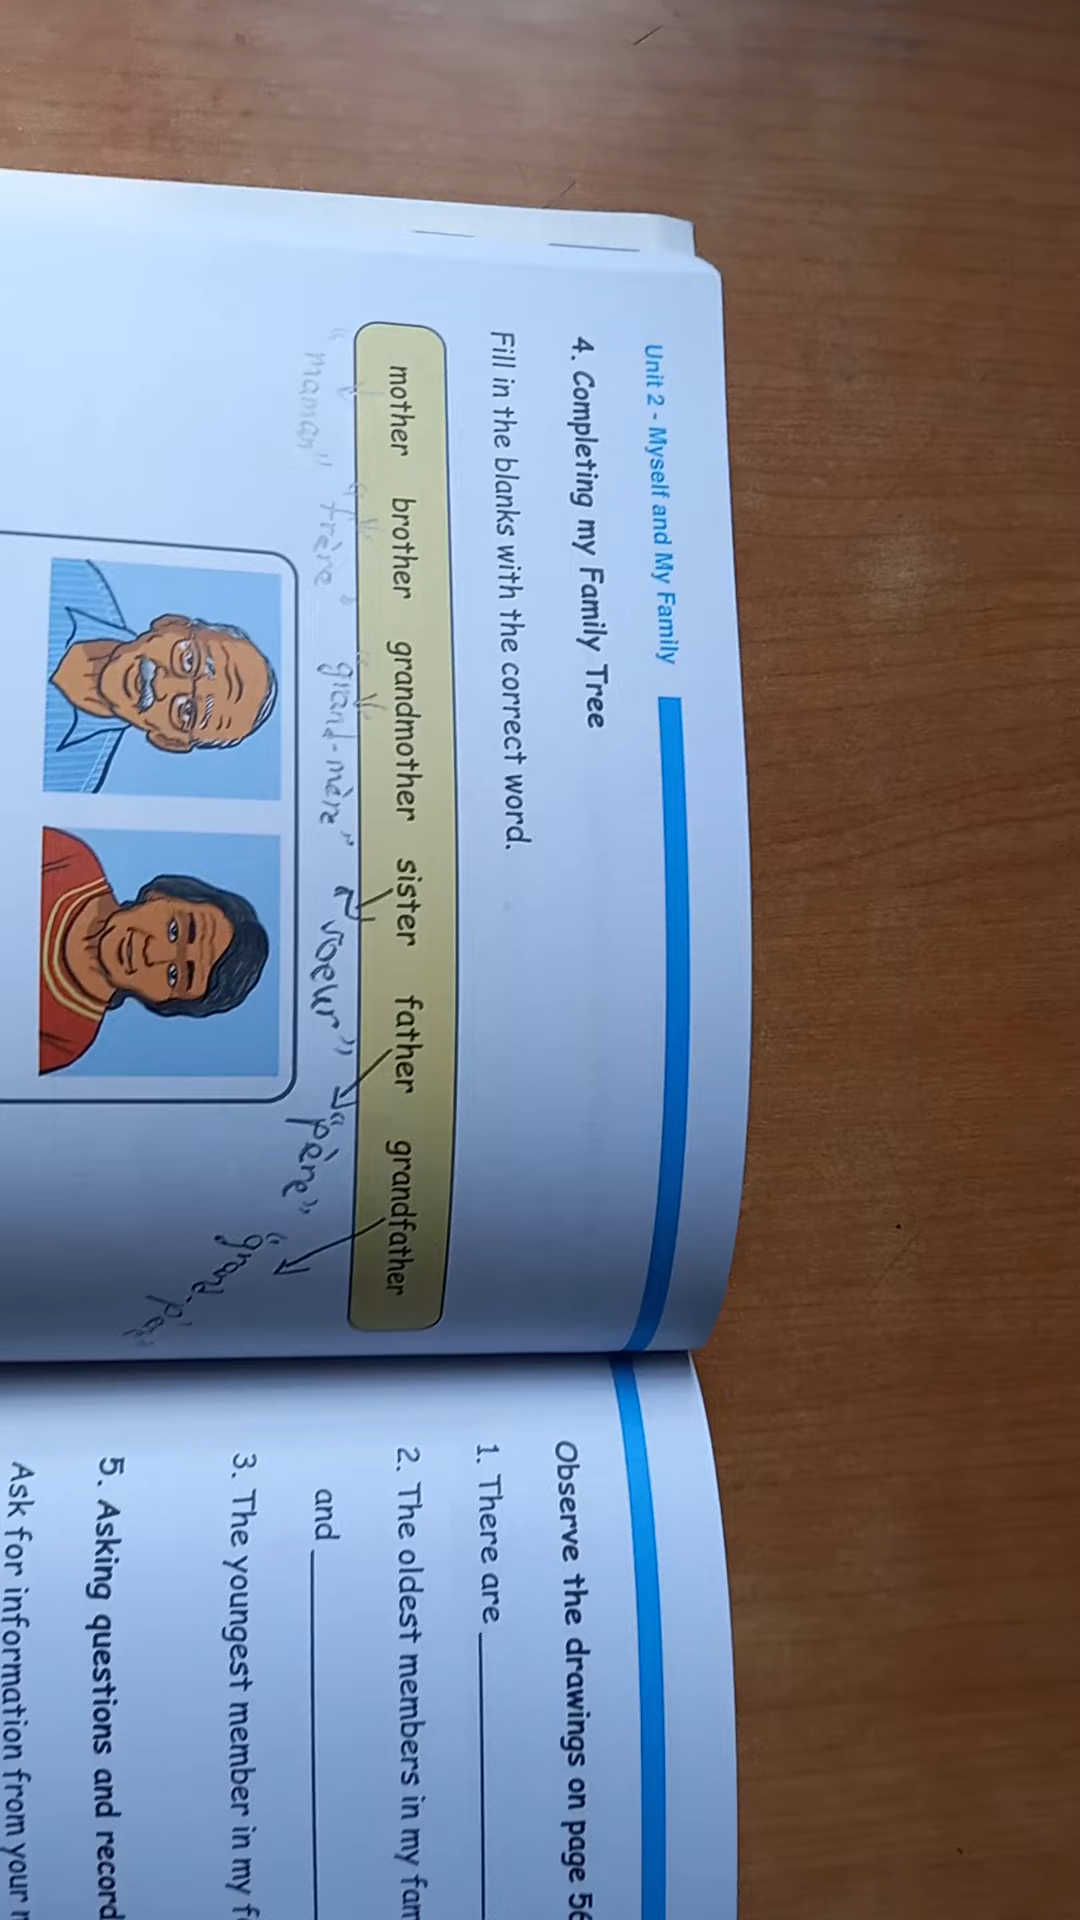 Unit 2 - Myself and My Family
4. Completing my Family Tree
Fill in the blanks with the correct word.
mother brother grandmother sister father grandfather
"maman" "frère" "grand-mère" "soeur" "père" "grand-
Observe the drawings on page 56
1. There are
2. The oldest members in my fam
and
3. The youngest member in my f
5. Asking questions and record
Ask for information from your